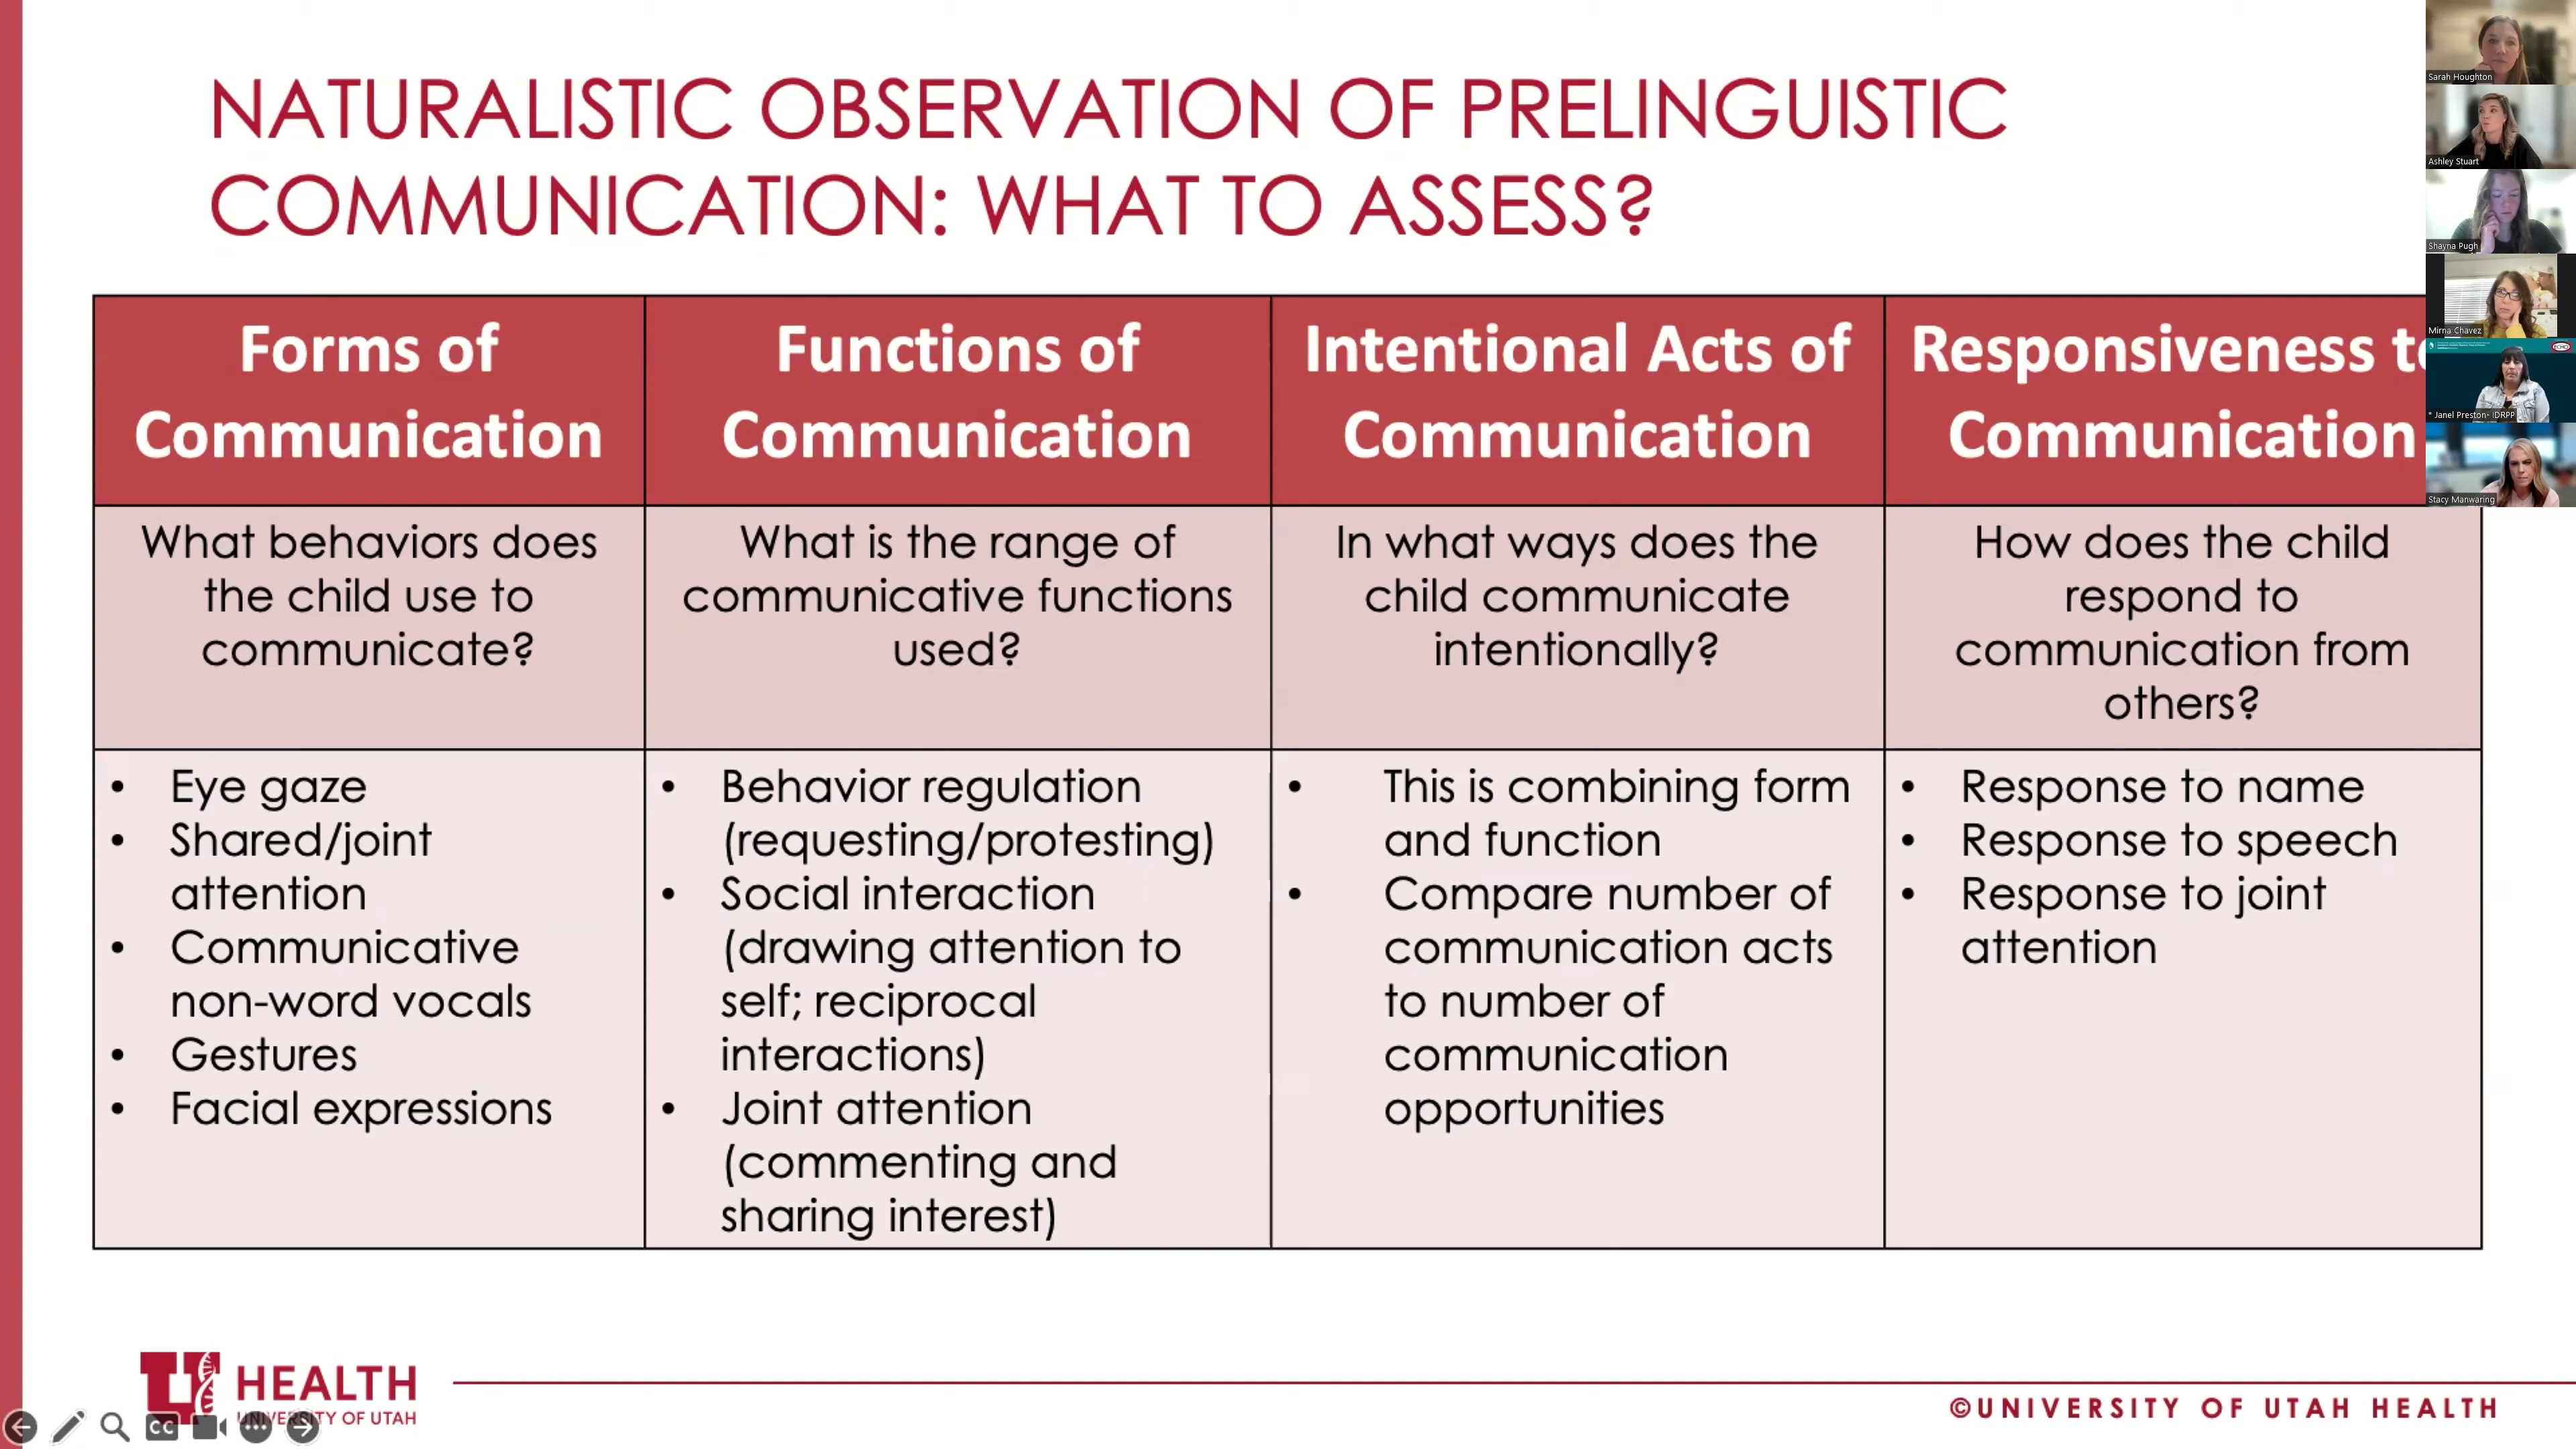 NATURALISTIC OBSERVATION OF PRELINGUISTIC
COMMUNICATION: WHAT TO ASSESS?
Forms of
Communication
Functions of
Communication
Intentional Acts of
Communication
Responsiveness
Communication
What behaviors does
the child use to
communicate?
What is the range of
communicative functions
used?
In what ways does the
child communicate
intentionally?
How does the child
respond to
communication from
others?
• Eye gaze
• Shared/joint
attention
• Communicative
non-word vocals
• Gestures
• Facial expressions
• Behavior regulation
(requesting/protesting)
• Social interaction
(drawing attention to
self; reciprocal
interactions)
• Joint attention
(commenting and
sharing interest)
• This is combining form
and function
• Compare number of
communication acts
to number of
communication
opportunities
• Response to name
• Response to speech
• Response to joint
attention
Sarah Houghton
Ashley Stuart
Shayna Pugh
Mirna Chavez
* Janel Preston- IDRPP
Stacy Manwaring
U HEALTH
UNIVERSITY OF UTAH
CC
©UNIVERSITY OF UTAH HEALTH